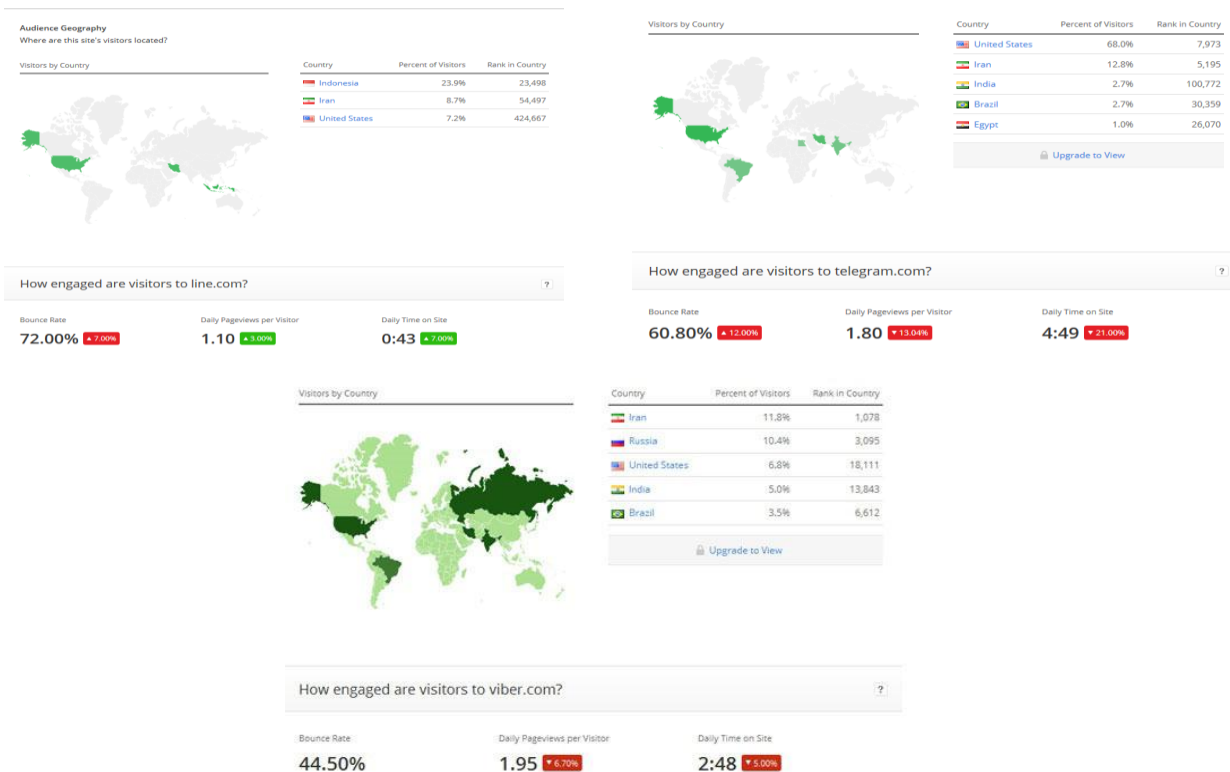 Audience Geography
Where are this site's visitors located?
Visitors by Country
Country Percent of Visitors Rank in Country
Indonesia 23.9% 23,498
Iran 8.7% 54,497
United States 7.2% 424,667
How engaged are visitors to line.com? ?
Bounce Rate Daily Pageviews per Visitor Daily Time on Site
72.00% ▲ 7.00% 1.10 ▲ 3.00% 0:43 ▲ 7.00%
Visitors by Country
Country Percent of Visitors Rank in Country
United States 68.0% 7,973
Iran 12.8% 5,195
India 2.7% 100,772
Brazil 2.7% 30,359
Egypt 1.0% 26,070
Upgrade to View
How engaged are visitors to telegram.com? ?
Bounce Rate Daily Pageviews per Visitor Daily Time on Site
60.80% ▲ 12.00% 1.80 ▼ 13.04% 4:49 ▼ 21.00%
Visitors by Country
Country Percent of Visitors Rank in Country
Iran 11.8% 1,078
Russia 10.4% 3,095
United States 6.8% 18,111
India 5.0% 13,843
Brazil 3.5% 6,612
Upgrade to View
How engaged are visitors to viber.com? ?
Bounce Rate Daily Pageviews per Visitor Daily Time on Site
44.50% 1.95 ▼ 6.70% 2:48 ▼ 5.00%